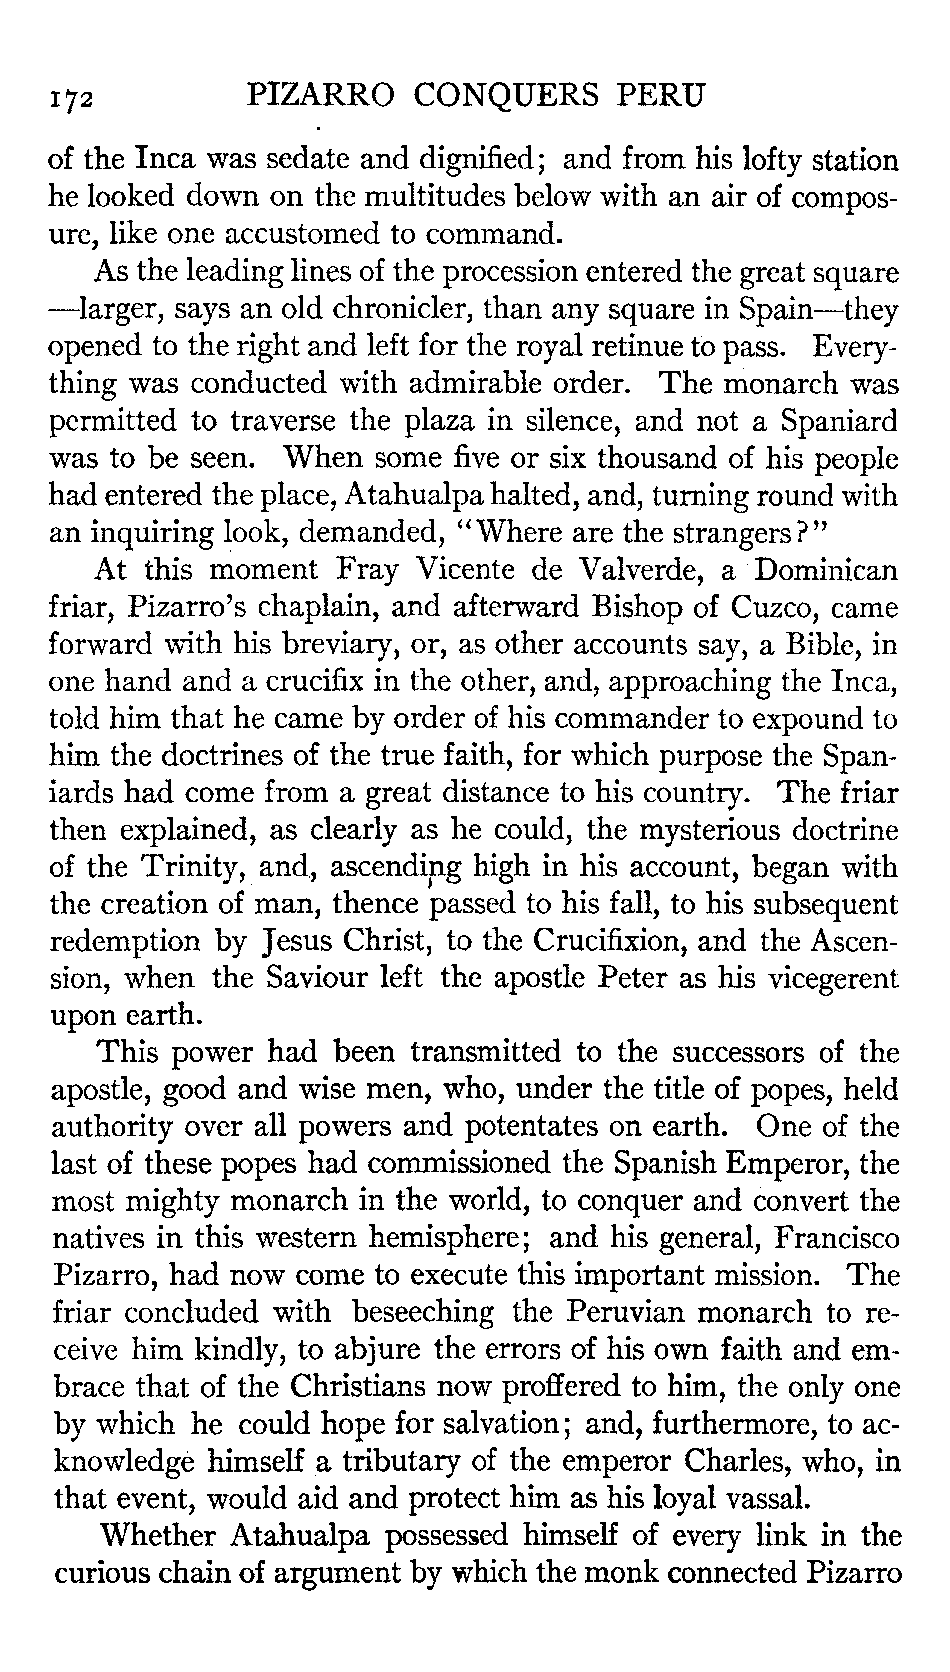 172 PIZARRO CONQUERS PERU
of the Inca was sedate and dignified; and from his lofty station
he looked down on the multitudes below with an air of compos-
ure, like one accustomed to command.
As the leading lines of the procession entered the great square
—larger, says an old chronicler, than any square in Spain—they
opened to the right and left for the royal retinue to pass. Every-
thing was conducted with admirable order. The monarch was
permitted to traverse the plaza in silence, and not a Spaniard
was to be seen. When some five or six thousand of his people
had entered the place, Atahualpa halted, and, turning round with
an inquiring look, demanded, "Where are the strangers?"
At this moment Fray Vicente de Valverde, a Dominican
friar, Pizarro's chaplain, and afterward Bishop of Cuzco, came
forward with his breviary, or, as other accounts say, a Bible, in
one hand and a crucifix in the other, and, approaching the Inca,
told him that he came by order of his commander to expound to
him the doctrines of the true faith, for which purpose the Span-
iards had come from a great distance to his country. The friar
then explained, as clearly as he could, the mysterious doctrine
of the Trinity, and, ascending high in his account, began with
the creation of man, thence passed to his fall, to his subsequent
redemption by Jesus Christ, to the Crucifixion, and the Ascen-
sion, when the Saviour left the apostle Peter as his vicegerent
upon earth.
This power had been transmitted to the successors of the
apostle, good and wise men, who, under the title of popes, held
authority over all powers and potentates on earth. One of the
last of these popes had commissioned the Spanish Emperor, the
most mighty monarch in the world, to conquer and convert the
natives in this western hemisphere; and his general, Francisco
Pizarro, had now come to execute this important mission. The
friar concluded with beseeching the Peruvian monarch to re-
ceive him kindly, to abjure the errors of his own faith and em-
brace that of the Christians now proffered to him, the only one
by which he could hope for salvation; and, furthermore, to ac-
knowledge himself a tributary of the emperor Charles, who, in
that event, would aid and protect him as his loyal vassal.
Whether Atahualpa possessed himself of every link in the
curious chain of argument by which the monk connected Pizarro